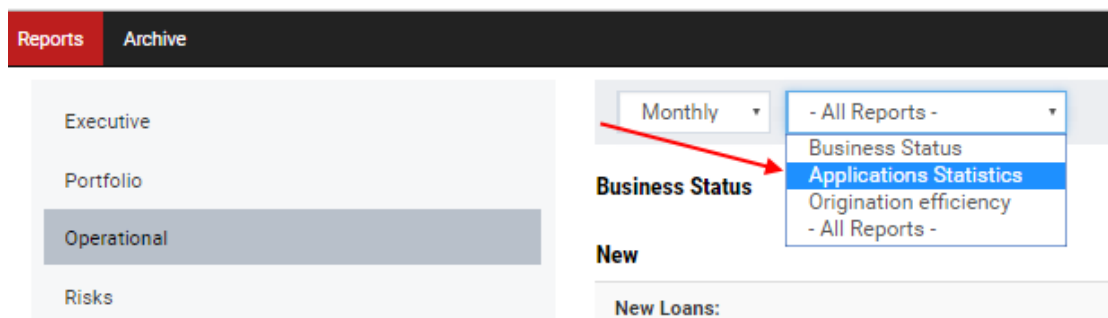 Reports Archive
Executive
Portfolio
Operational
Risks
Monthly - All Reports -
Business Status
Applications Statistics
Origination efficiency
- All Reports -
Business Status
New
New Loans: